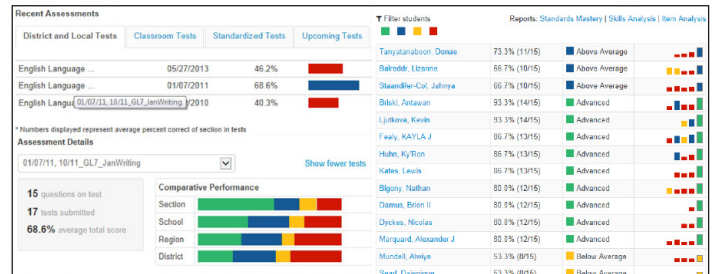 Recent Assessments
District and Local Tests
Classroom Tests
Standardized Tests
Upcoming Tests
English Language ... 05/27/2013 46.2%
English Language ... 01/07/2011 68.6%
English Langua 01/07/11, 10/11_GL7_JanWriting /2010 40.3%
* Numbers displayed represent average percent correct of section in tests
Assessment Details
01/07/11, 10/11_GL7_JanWriting
Show fewer tests
15 questions on test
17 tests submitted
68.6% average total score
Comparative Performance
Section
School
Region
District
Filter students
Reports: Standards Mastery | Skills Analysis | Item Analysis
Tanyatanaboon, Donae 73.3% (11/15) Above Average
Balreddr, Lizanne 66.7% (10/15) Above Average
Staandiler-Col, Jahnya 66.7% (10/15) Above Average
Briski, Antawan 93.3% (14/15) Advanced
Ljutkova, Kevin 93.3% (14/15) Advanced
Fealy, KAYLA J 86.7% (13/15) Advanced
Huhn, Ky'Ron 86.7% (13/15) Advanced
Kates, Lewis 86.7% (13/15) Advanced
Bigony, Nathan 80.0% (12/15) Advanced
Damus, Brien II 80.0% (12/15) Advanced
Dyckes, Nicolas 80.0% (12/15) Advanced
Marquard, Alexander J 80.0% (12/15) Advanced
Mundell, Alwiye 53.3% (8/15) Below Average
53.3% (8/15) Below Average